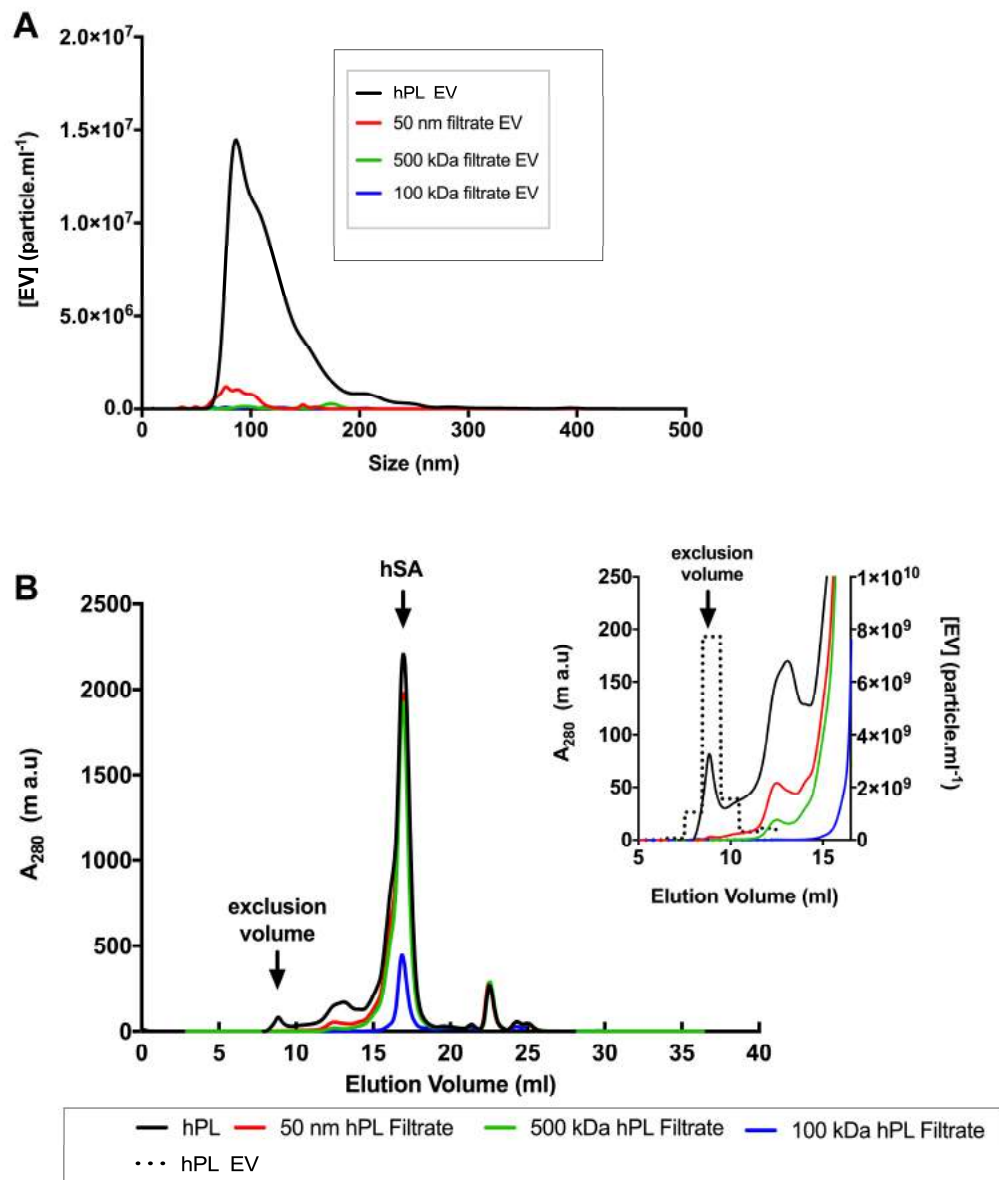 A
2.0×10⁷
1.5×10⁷
1.0×10⁷
5.0×10⁶
0.0
[EV] (particle.ml⁻¹)
0 100 200 300 400 500
Size (nm)
hPL EV
50 nm filtrate EV
500 kDa filtrate EV
100 kDa filtrate EV
B
2500
2000
1500
1000
500
0
A₂₈₀ (m a.u)
hSA
exclusion
volume
0 5 10 15 20 25 30 35 40
Elution Volume (ml)
exclusion
volume
250
200
150
100
50
0
A₂₈₀ (m a.u)
1×10¹⁰
8×10⁹
6×10⁹
4×10⁹
2×10⁹
0
[EV] (particle.ml⁻¹)
5 10 15
Elution Volume (ml)
hPL 50 nm hPL Filtrate 500 kDa hPL Filtrate 100 kDa hPL Filtrate
hPL EV